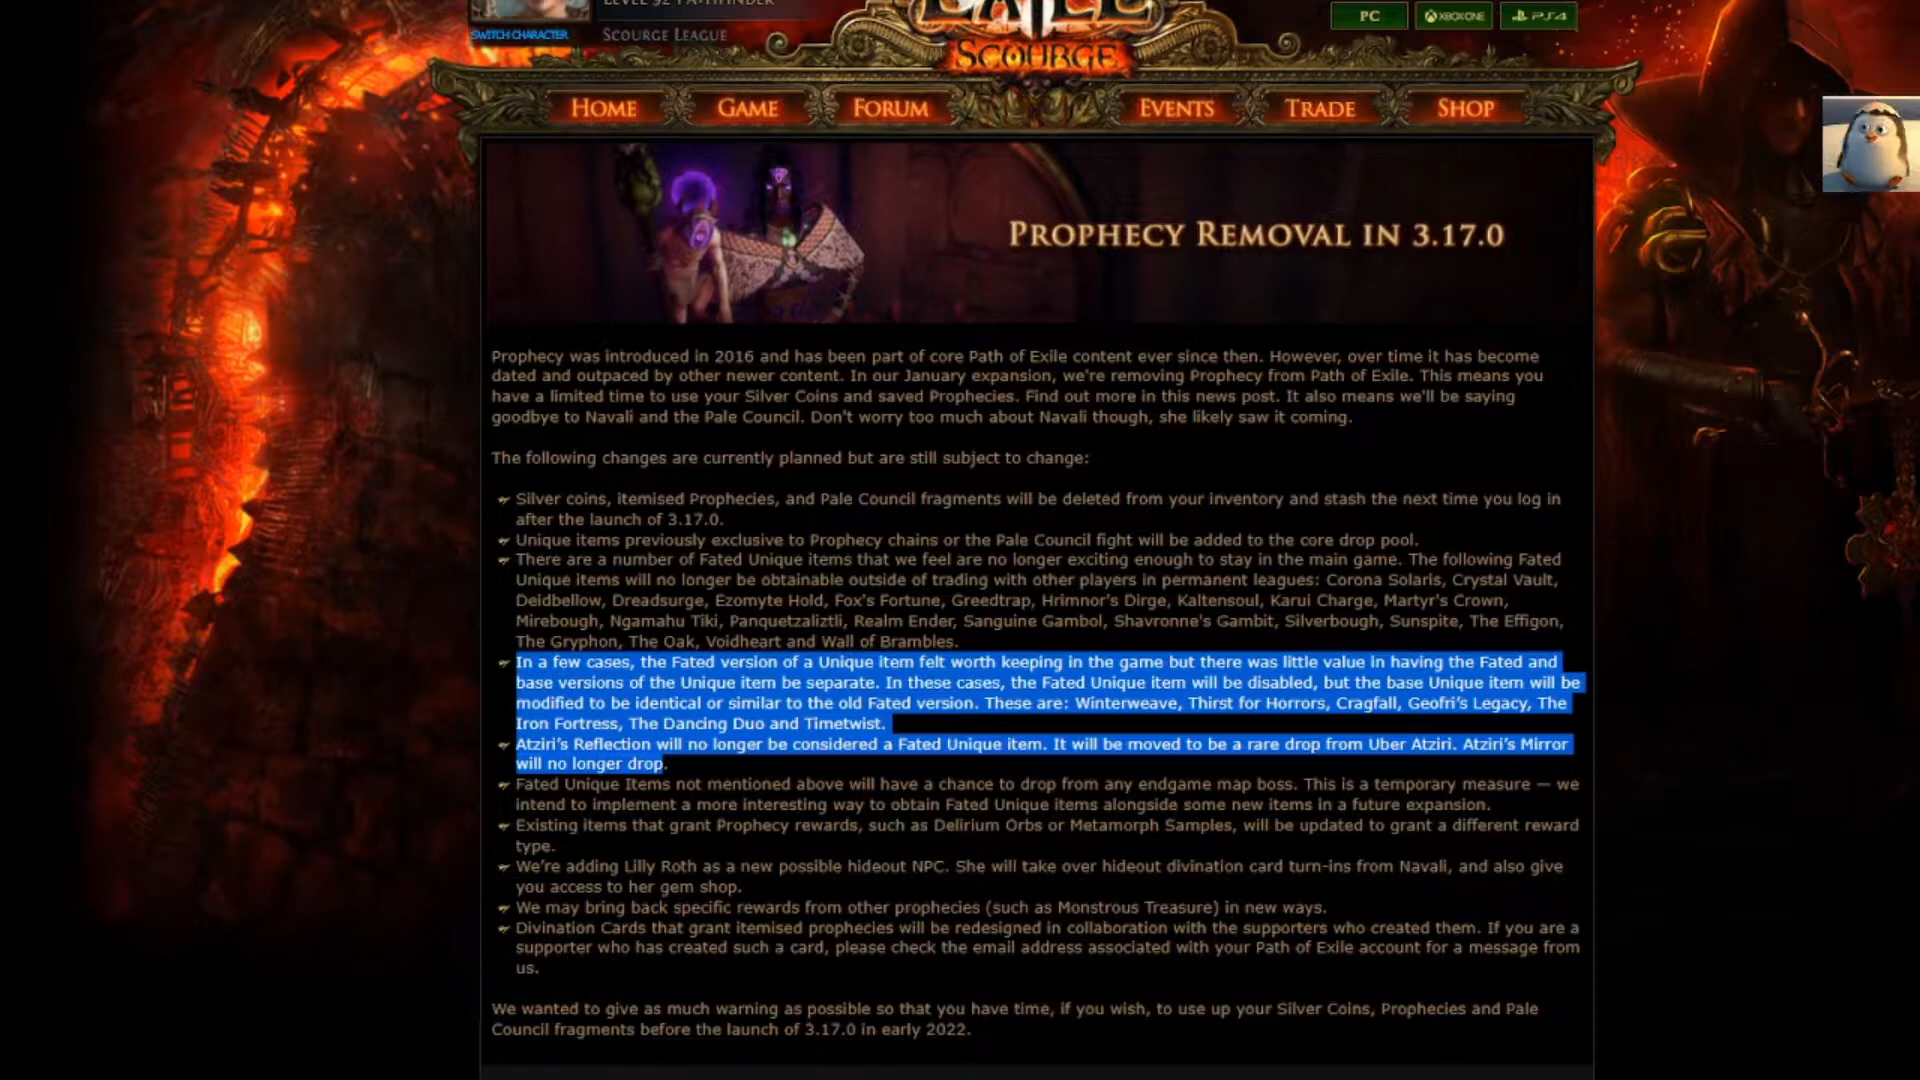 SWITCH CHARACTER
SCOURGE LEAGUE
SCOURGE
PC
XBOX ONE
PS4
HOME
GAME
FORUM
EVENTS
TRADE
SHOP
PROPHECY REMOVAL IN 3.17.0
Prophecy was introduced in 2016 and has been part of core Path of Exile content ever since then. However, over time it has become
dated and outpaced by other newer content. In our January expansion, we're removing Prophecy from Path of Exile. This means you
have a limited time to use your Silver Coins and saved Prophecies. Find out more in this news post. It also means we'll be saying
goodbye to Navali and the Pale Council. Don't worry too much about Navali though, she likely saw it coming.
The following changes are currently planned but are still subject to change:
Silver coins, itemised Prophecies, and Pale Council fragments will be deleted from your inventory and stash the next time you log in
after the launch of 3.17.0.
Unique items previously exclusive to Prophecy chains or the Pale Council fight will be added to the core drop pool.
There are a number of Fated Unique items that we feel are no longer exciting enough to stay in the main game. The following Fated
Unique items will no longer be obtainable outside of trading with other players in permanent leagues: Corona Solaris, Crystal Vault,
Deidbellow, Dreadsurge, Ezomyte Hold, Fox's Fortune, Greedtrap, Hrimnor's Dirge, Kaltensoul, Karui Charge, Martyr's Crown,
Mirebough, Ngamahu Tiki, Panquetzaliztli, Realm Ender, Sanguine Gambol, Shavronne's Gambit, Silverbough, Sunspite, The Effigon,
The Gryphon, The Oak, Voidheart and Wall of Brambles.
In a few cases, the Fated version of a Unique item felt worth keeping in the game but there was little value in having the Fated and
base versions of the Unique item be separate. In these cases, the Fated Unique item will be disabled, but the base Unique item will be
modified to be identical or similar to the old Fated version. These are: Winterweave, Thirst for Horrors, Cragfall, Geofri's Legacy, The
Iron Fortress, The Dancing Duo and Timetwist.
Atziri's Reflection will no longer be considered a Fated Unique item. It will be moved to be a rare drop from Uber Atziri. Atziri's Mirror
will no longer drop.
Fated Unique Items not mentioned above will have a chance to drop from any endgame map boss. This is a temporary measure — we
intend to implement a more interesting way to obtain Fated Unique items alongside some new items in a future expansion.
Existing items that grant Prophecy rewards, such as Delirium Orbs or Metamorph Samples, will be updated to grant a different reward
type.
We're adding Lilly Roth as a new possible hideout NPC. She will take over hideout divination card turn-ins from Navali, and also give
you access to her gem shop.
We may bring back specific rewards from other prophecies (such as Monstrous Treasure) in new ways.
Divination Cards that grant itemised prophecies will be redesigned in collaboration with the supporters who created them. If you are a
supporter who has created such a card, please check the email address associated with your Path of Exile account for a message from
us.
We wanted to give as much warning as possible so that you have time, if you wish, to use up your Silver Coins, Prophecies and Pale
Council fragments before the launch of 3.17.0 in early 2022.